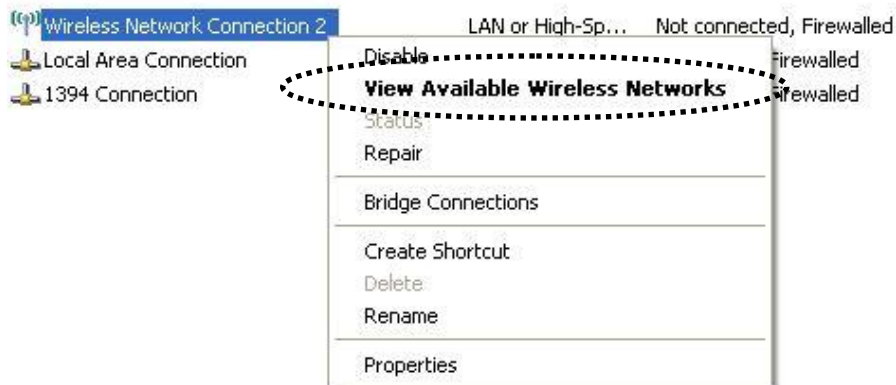 Wireless Network Connection 2 LAN or High-Sp... Not connected, Firewalled
Local Area Connection Firewalled
1394 Connection Firewalled
Disable
View Available Wireless Networks
Status
Repair
Bridge Connections
Create Shortcut
Delete
Rename
Properties